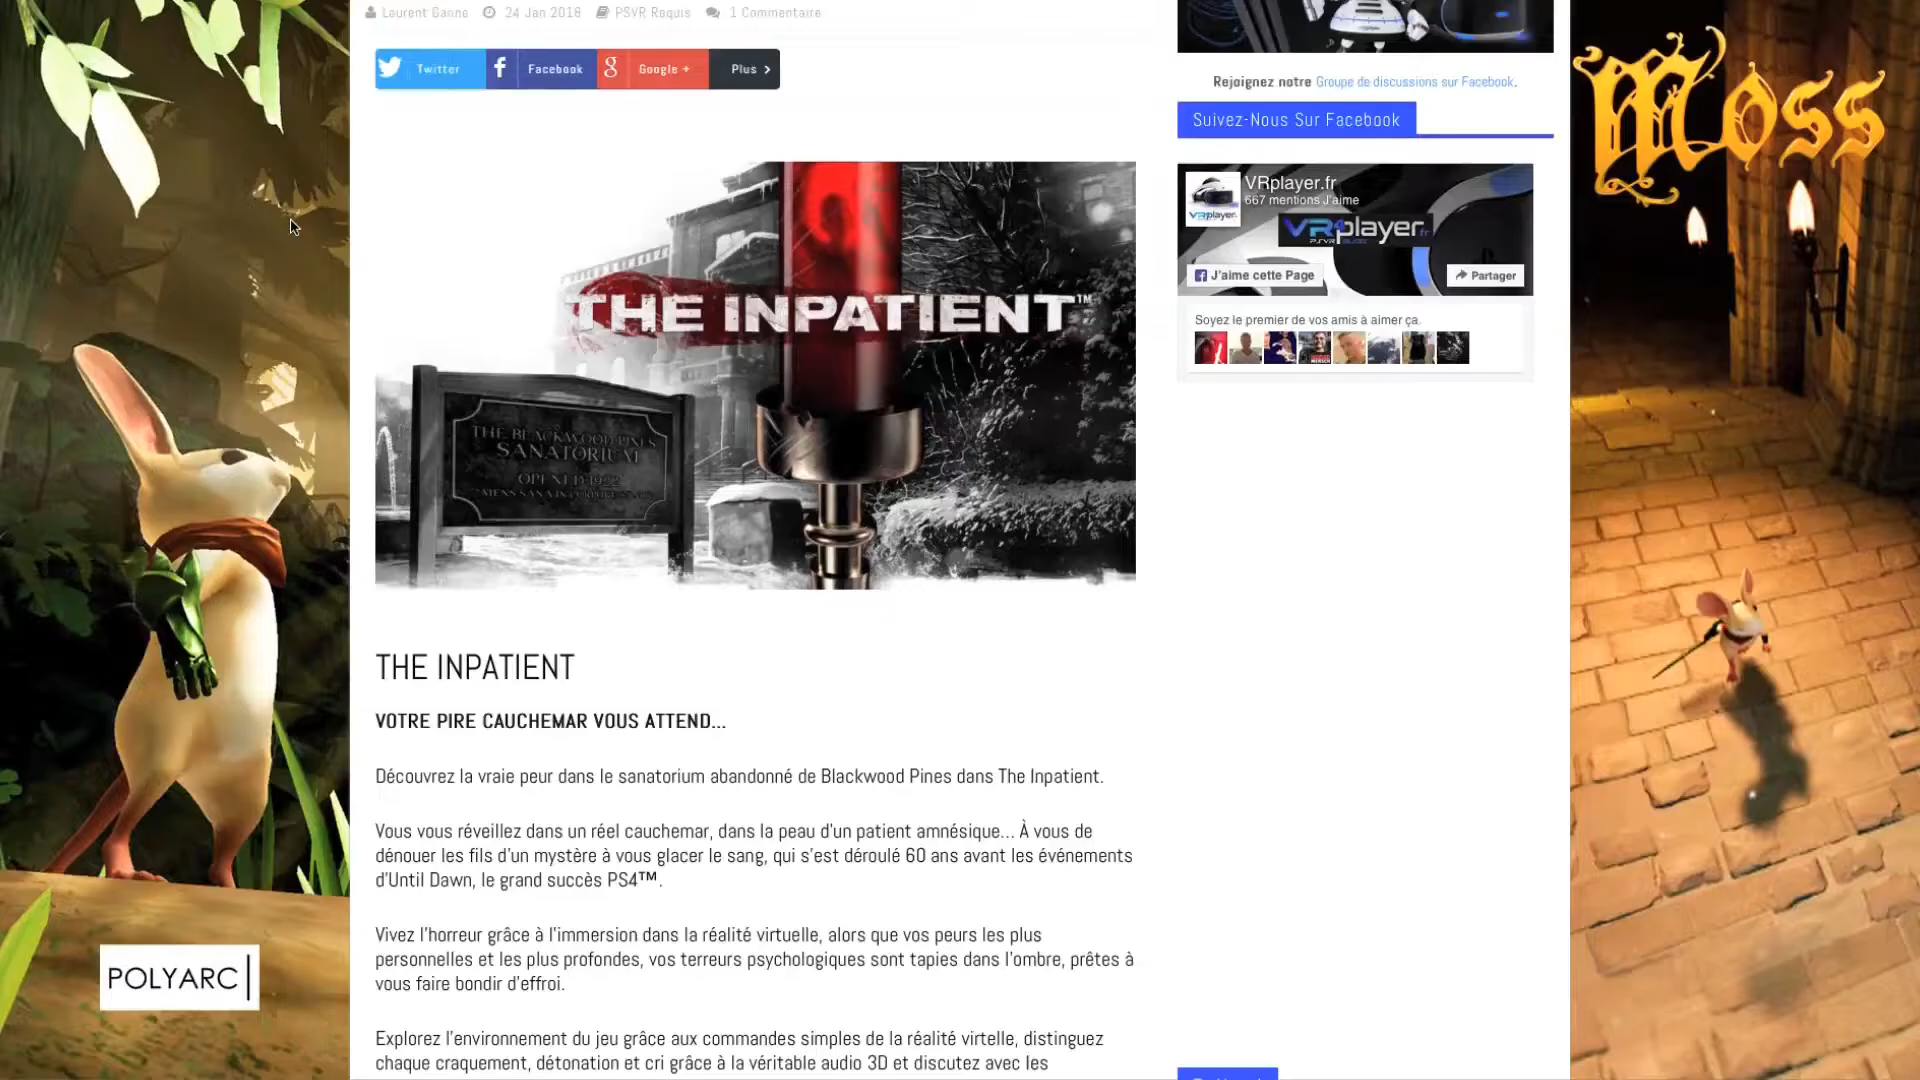 Laurent Ganne 24 Jan 2018 PSVR Requis 1 Commentaire
Twitter Facebook Google + Plus
THE INPATIENT™
THE BLACKWOOD PINES
SANATORIUM
THE INPATIENT
VOTRE PIRE CAUCHEMAR VOUS ATTEND...
Découvrez la vraie peur dans le sanatorium abandonné de Blackwood Pines dans The Inpatient.
Vous vous réveillez dans un réel cauchemar, dans la peau d'un patient amnésique... À vous de
dénouer les fils d'un mystère à vous glacer le sang, qui s'est déroulé 60 ans avant les événements
d'Until Dawn, le grand succès PS4™.
Vivez l'horreur grâce à l'immersion dans la réalité virtuelle, alors que vos peurs les plus
personnelles et les plus profondes, vos terreurs psychologiques sont tapies dans l'ombre, prêtes à
vous faire bondir d'effroi.
Explorez l'environnement du jeu grâce aux commandes simples de la réalité virtelle, distinguez
chaque craquement, détonation et cri grâce à la véritable audio 3D et discutez avec les
Rejoignez notre Groupe de discussions sur Facebook.
Suivez-Nous Sur Facebook
VRplayer.fr
667 mentions J'aime
VR4player.fr
J'aime cette Page
Partager
Soyez le premier de vos amis à aimer ça.
Moss
POLYARC